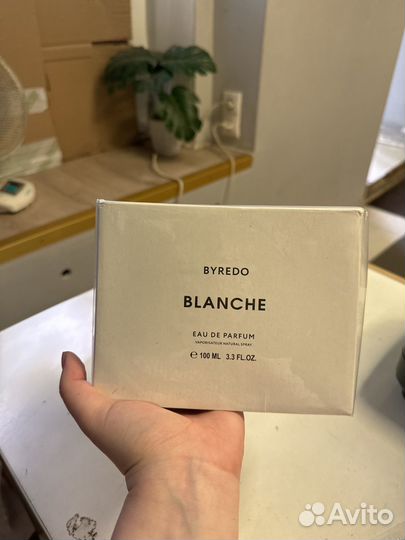 BYREDO
BLANCHE
EAU DE PARFUM
VAPORISATEUR NATURAL SPRAY
℮ 100 ML 3.3 FL.OZ.
Avito